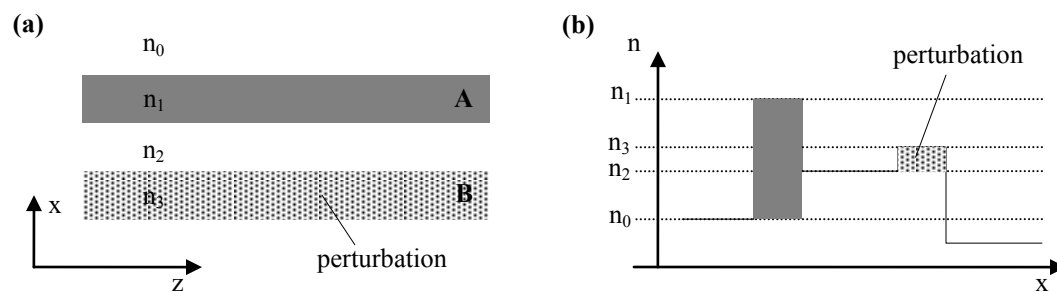 (a)
n₀
n₁ A
n₂
n₃ B
x
perturbation
z
(b)
n
perturbation
n₁
n₃
n₂
n₀
x